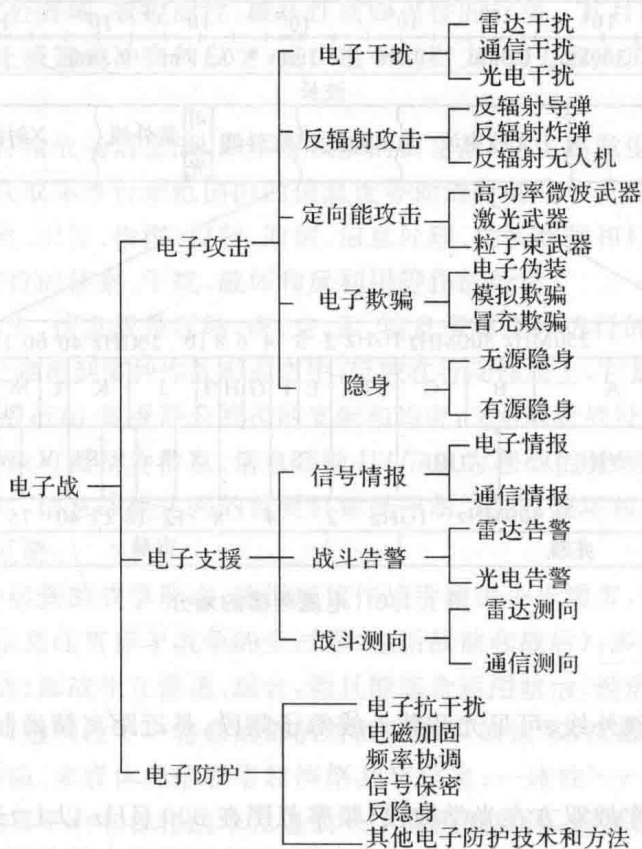 电子战
电子攻击
电子干扰
雷达干扰
通信干扰
光电干扰
反辐射攻击
反辐射导弹
反辐射炸弹
反辐射无人机
定向能攻击
高功率微波武器
激光武器
粒子束武器
电子欺骗
电子伪装
模拟欺骗
冒充欺骗
隐身
无源隐身
有源隐身
电子支援
信号情报
电子情报
通信情报
战斗告警
雷达告警
光电告警
战斗测向
雷达测向
通信测向
电子防护
电子抗干扰
电磁加固
频率协调
信号保密
反隐身
其他电子防护技术和方法